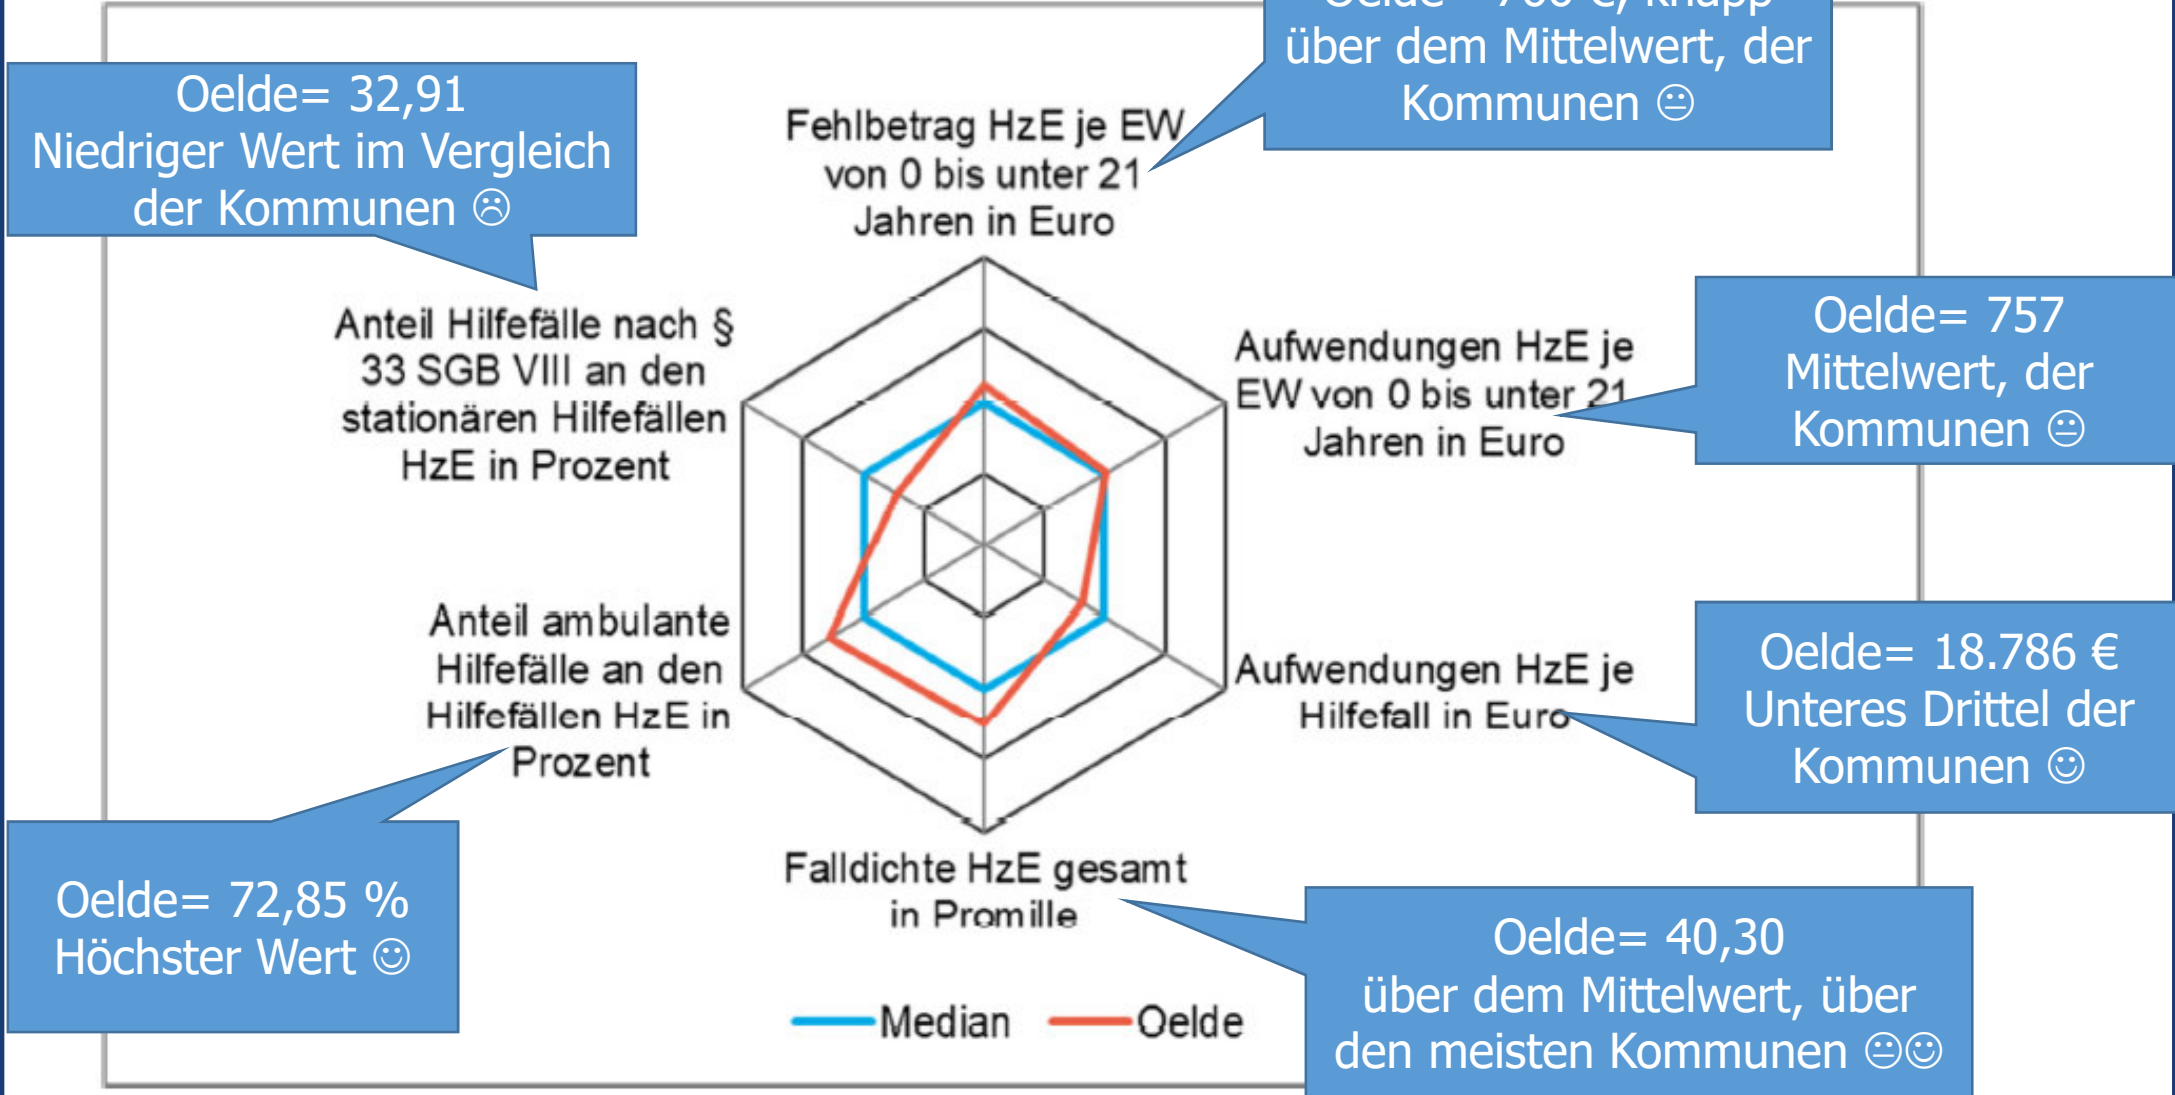 über dem Mittelwert, der
Kommunen 😐
Oelde= 32,91
Niedriger Wert im Vergleich
der Kommunen ☹
Fehlbetrag HzE je EW
von 0 bis unter 21
Jahren in Euro
Anteil Hilfefälle nach §
33 SGB VIII an den
stationären Hilfefällen
HzE in Prozent
Aufwendungen HzE je
EW von 0 bis unter 21
Jahren in Euro
Oelde= 757
Mittelwert, der
Kommunen 😐
Anteil ambulante
Hilfefälle an den
Hilfefällen HzE in
Prozent
Aufwendungen HzE je
Hilfefall in Euro
Oelde= 18.786 €
Unteres Drittel der
Kommunen ☺
Oelde= 72,85 %
Höchster Wert ☺
Falldichte HzE gesamt
in Promille
Oelde= 40,30
über dem Mittelwert, über
den meisten Kommunen 😐☺
Median
Oelde